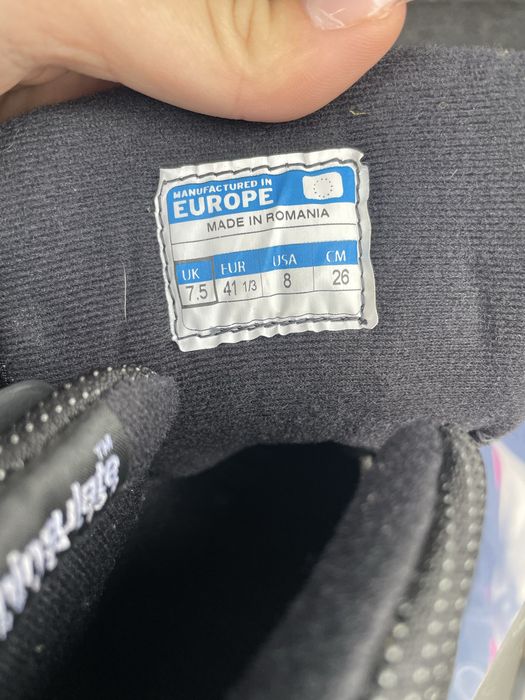 MANUFACTURED IN
EUROPE
MADE IN ROMANIA
UK EUR USA CM
7.5 41 1/3 8 26